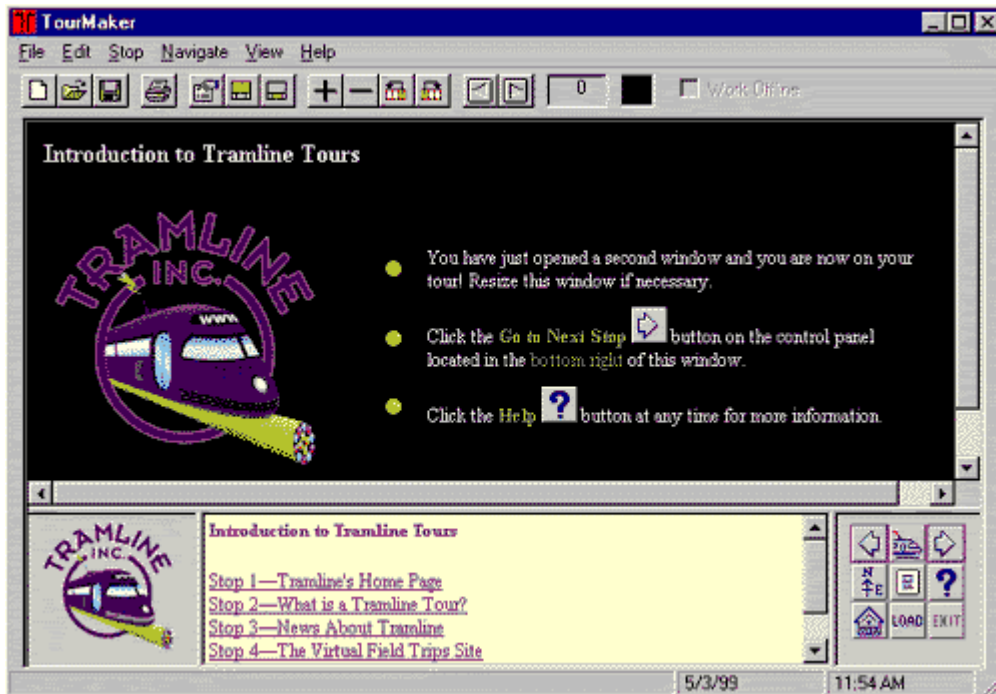 TourMaker
File Edit Stop Navigate View Help
0 Work Offline
Introduction to Tramline Tours
TRAMLINE
INC.
WWW
You have just opened a second window and you are now on your
tour! Resize this window if necessary.
Click the Go to Next Stop button on the control panel
located in the bottom right of this window.
Click the Help ? button at any time for more information.
TRAMLINE
INC.
Introduction to Tramline Tours
Stop 1—Tramline's Home Page
Stop 2—What is a Tramline Tour?
Stop 3—News About Tramline
Stop 4—The Virtual Field Trips Site
N
E ?
LOAD EXIT
5/3/99 11:54 AM